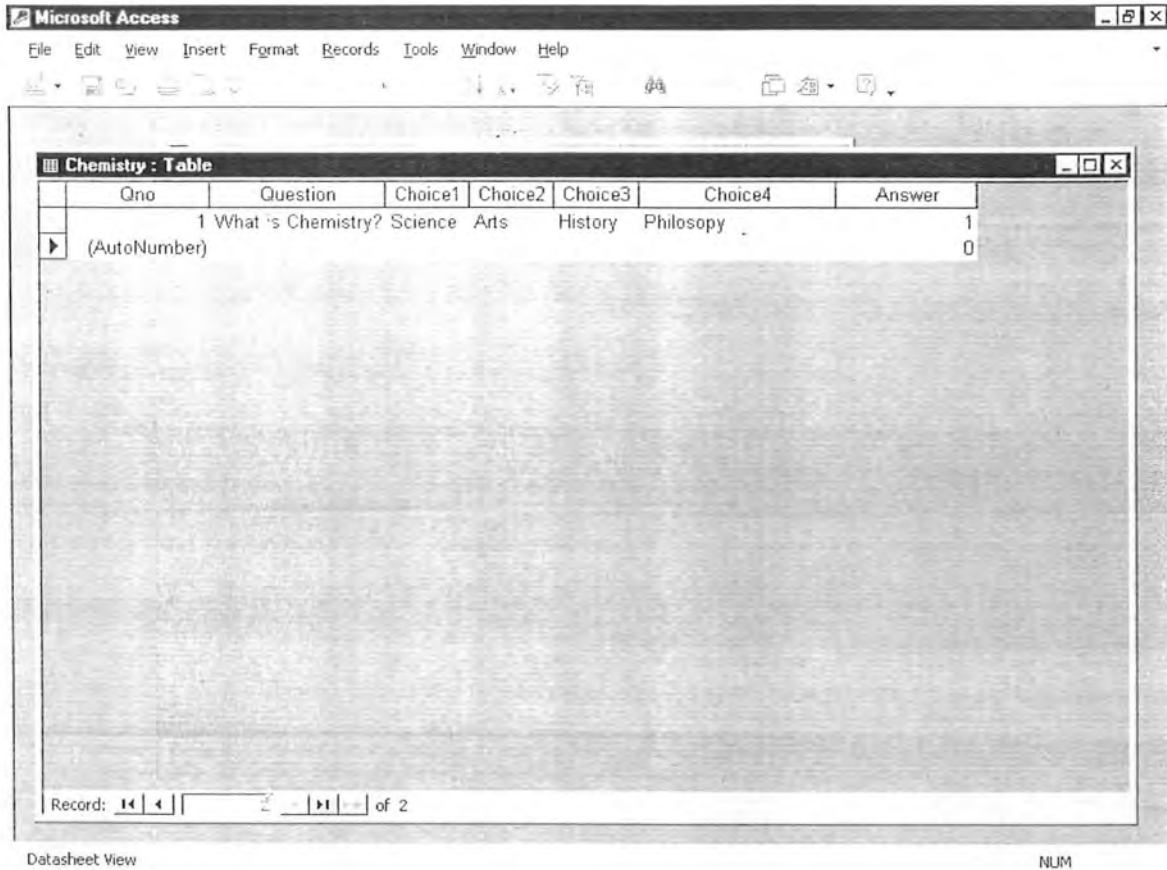 Microsoft Access
File Edit View Insert Format Records Tools Window Help
Chemistry : Table
Qno Question Choice1 Choice2 Choice3 Choice4 Answer
1 What is Chemistry? Science Arts History Philosopy 1
(AutoNumber) 0
Record: 2 of 2
Datasheet View NUM